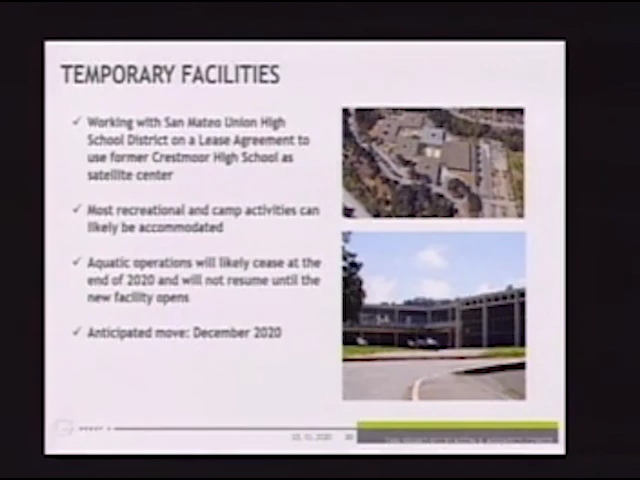 TEMPORARY FACILITIES
✓ Working with San Mateo Union High
School District on a Lease Agreement to
use former Crestmoor High School as
satellite center
✓ Most recreational and camp activities can
likely be accommodated
✓ Aquatic operations will likely cease at the
end of 2020 and will not resume until the
new facility opens
✓ Anticipated move: December 2020